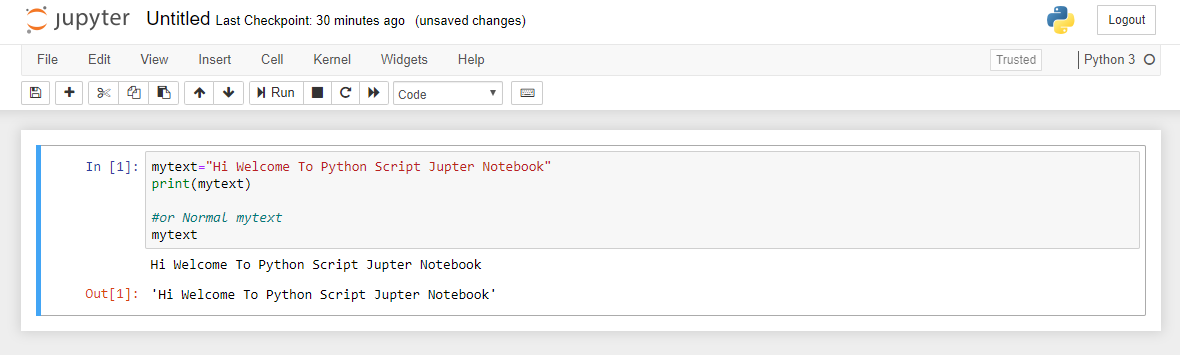 jupyter Untitled Last Checkpoint: 30 minutes ago (unsaved changes) Logout
File Edit View Insert Cell Kernel Widgets Help Trusted Python 3
Run Code
In [1]: mytext="Hi Welcome To Python Script Jupter Notebook"
print(mytext)
#or Normal mytext
mytext
Hi Welcome To Python Script Jupter Notebook
Out[1]: 'Hi Welcome To Python Script Jupter Notebook'